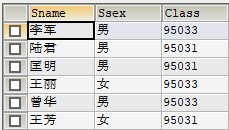 Sname Ssex Class
李军 男 95033
陆君 男 95031
匡明 男 95031
王丽 女 95033
曾华 男 95033
王芳 女 95031